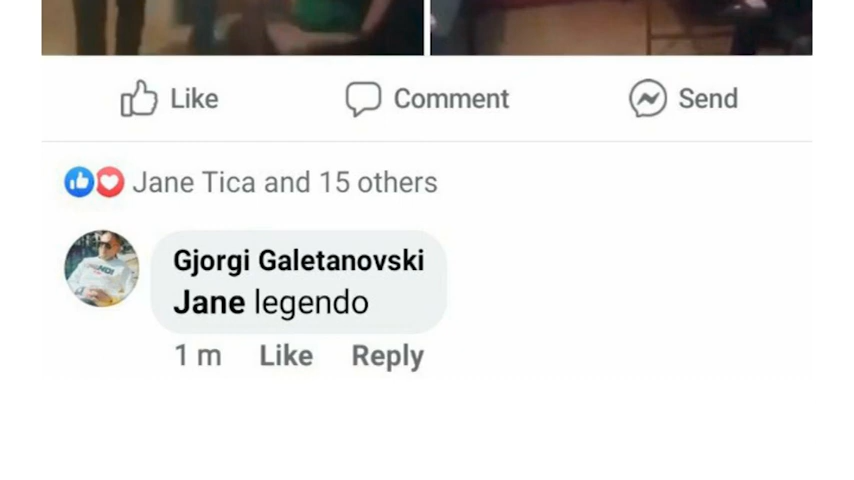 Like Comment Send
Jane Tica and 15 others
Gjorgi Galetanovski
Jane legendo
1 m Like Reply